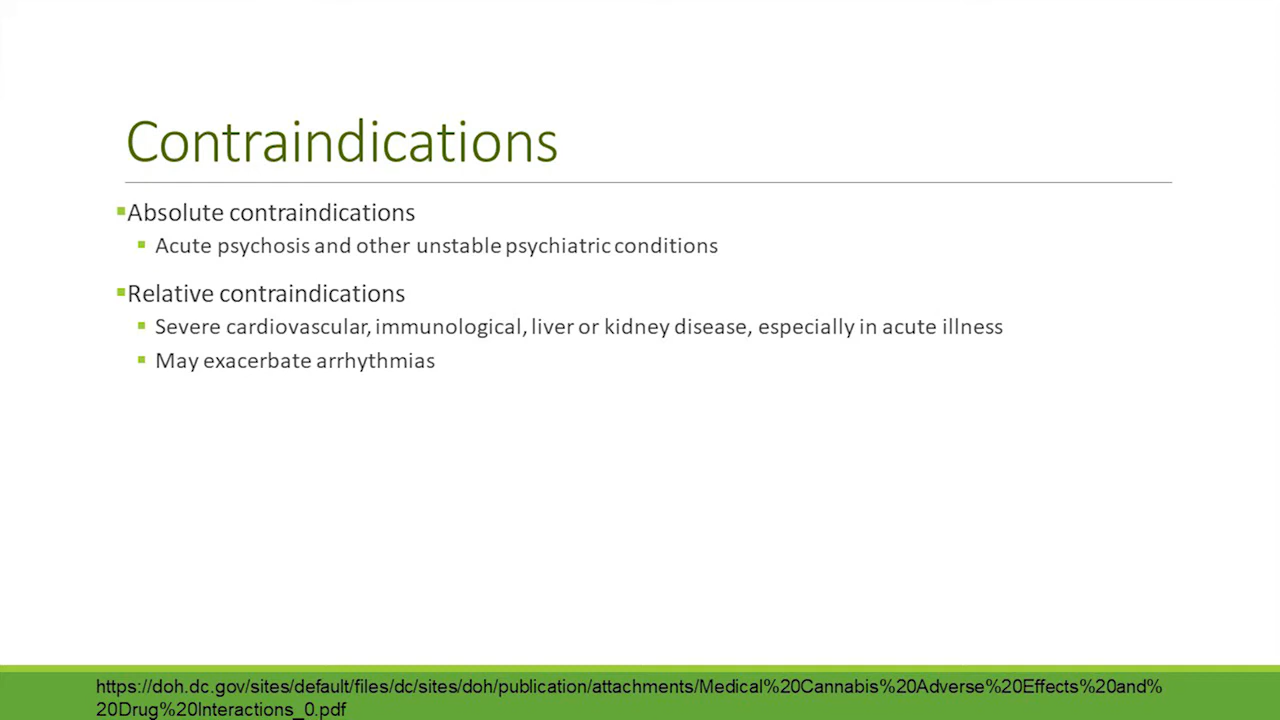 Contraindications
▪Absolute contraindications
▪ Acute psychosis and other unstable psychiatric conditions
▪Relative contraindications
▪ Severe cardiovascular, immunological, liver or kidney disease, especially in acute illness
▪ May exacerbate arrhythmias
https://doh.dc.gov/sites/default/files/dc/sites/doh/publication/attachments/Medical%20Cannabis%20Adverse%20Effects%20and%
20Drug%20Interactions_0.pdf